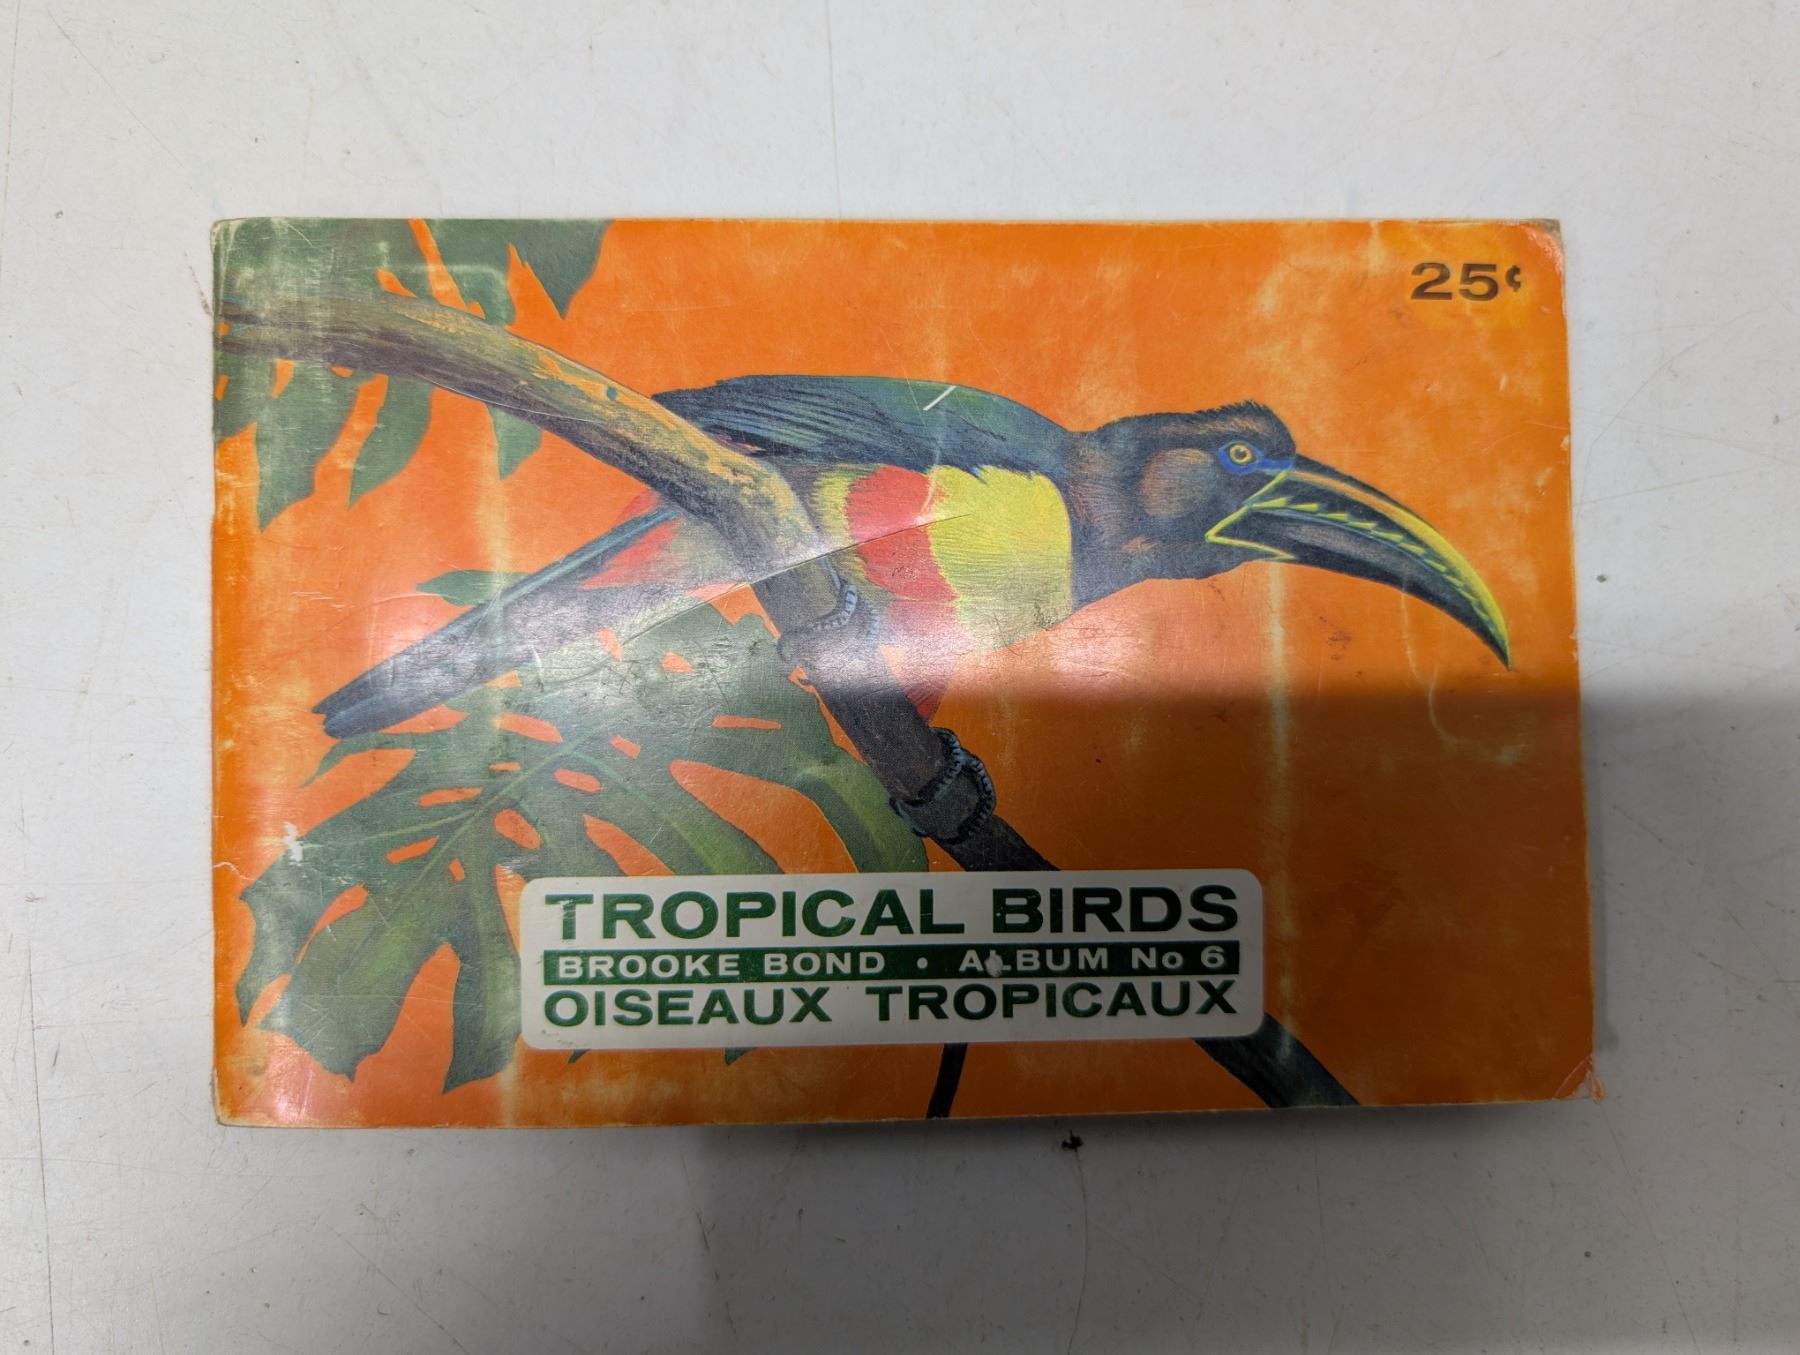 25¢
TROPICAL BIRDS
BROOKE BOND • ALBUM No 6
OISEAUX TROPICAUX